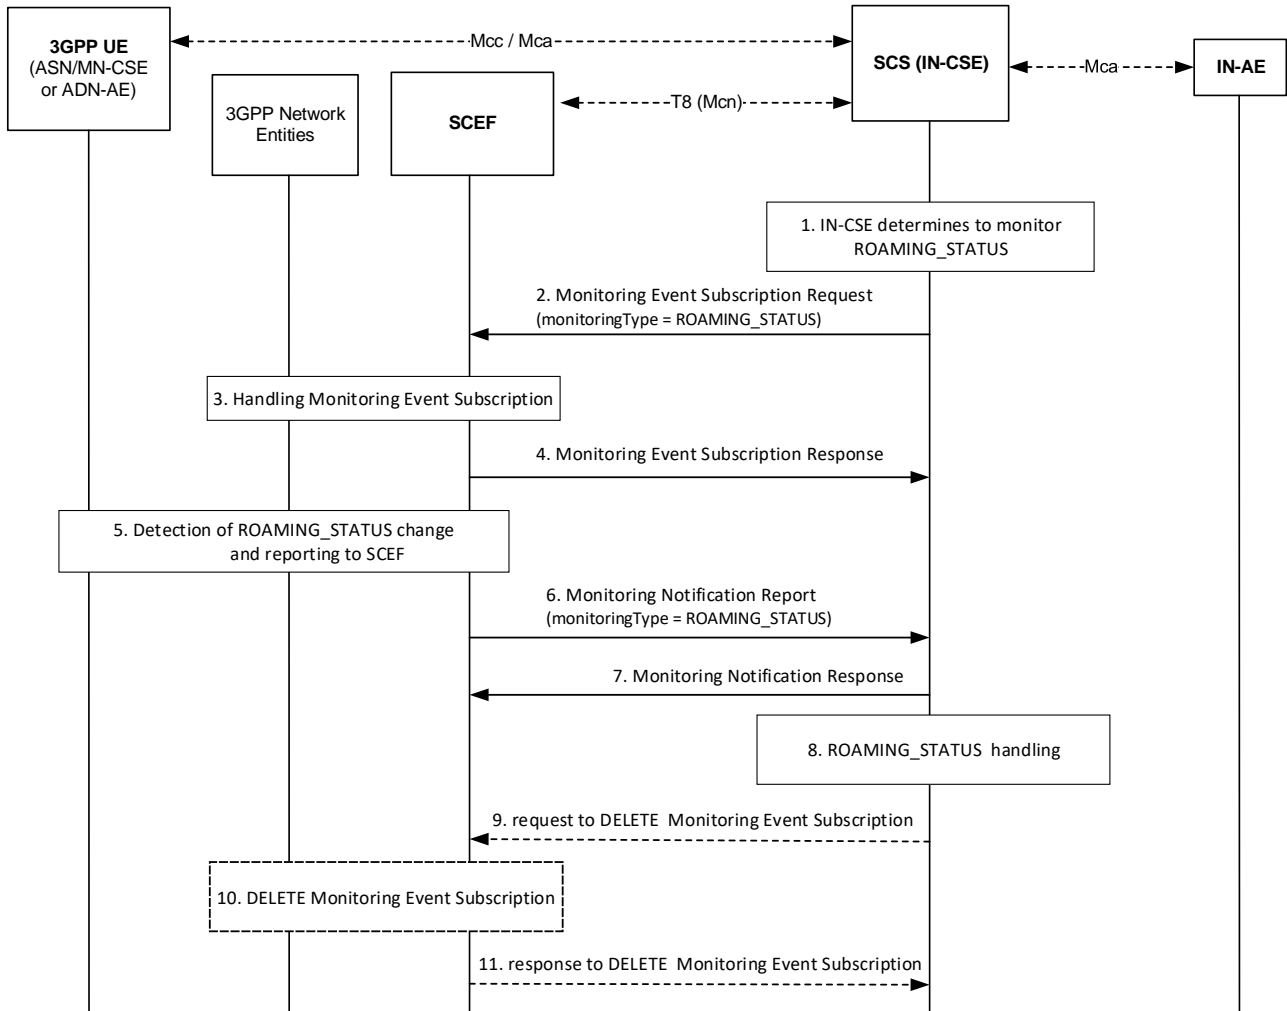 3GPP UE
(ASN/MN-CSE
or ADN-AE)
Mcc / Mca
SCS (IN-CSE)
Mca
IN-AE
3GPP Network
Entities
SCEF
T8 (Mcn)
1. IN-CSE determines to monitor
ROAMING_STATUS
2. Monitoring Event Subscription Request
(monitoringType = ROAMING_STATUS)
3. Handling Monitoring Event Subscription
4. Monitoring Event Subscription Response
5. Detection of ROAMING_STATUS change
and reporting to SCEF
6. Monitoring Notification Report
(monitoringType = ROAMING_STATUS)
7. Monitoring Notification Response
8. ROAMING_STATUS handling
9. request to DELETE Monitoring Event Subscription
10. DELETE Monitoring Event Subscription
11. response to DELETE Monitoring Event Subscription